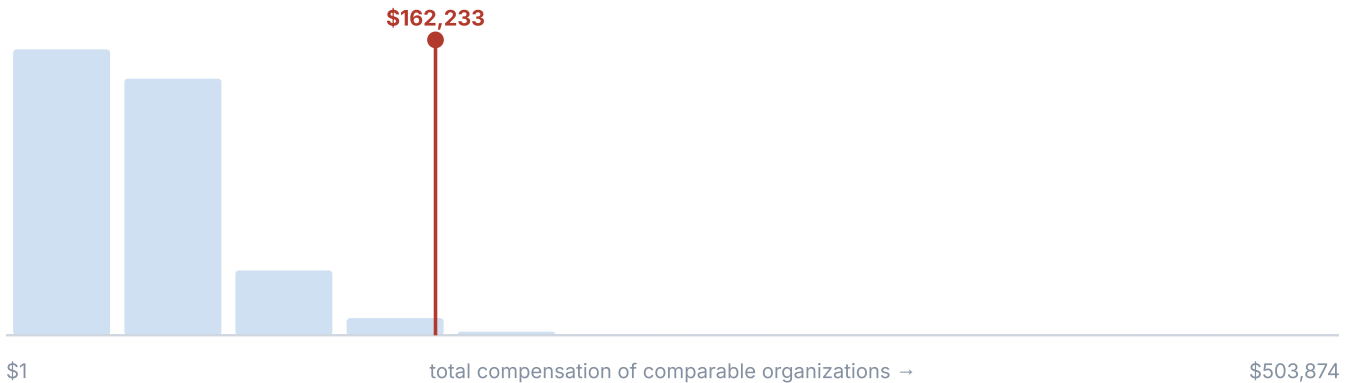 $162,233
$1 total compensation of comparable organizations → $503,874